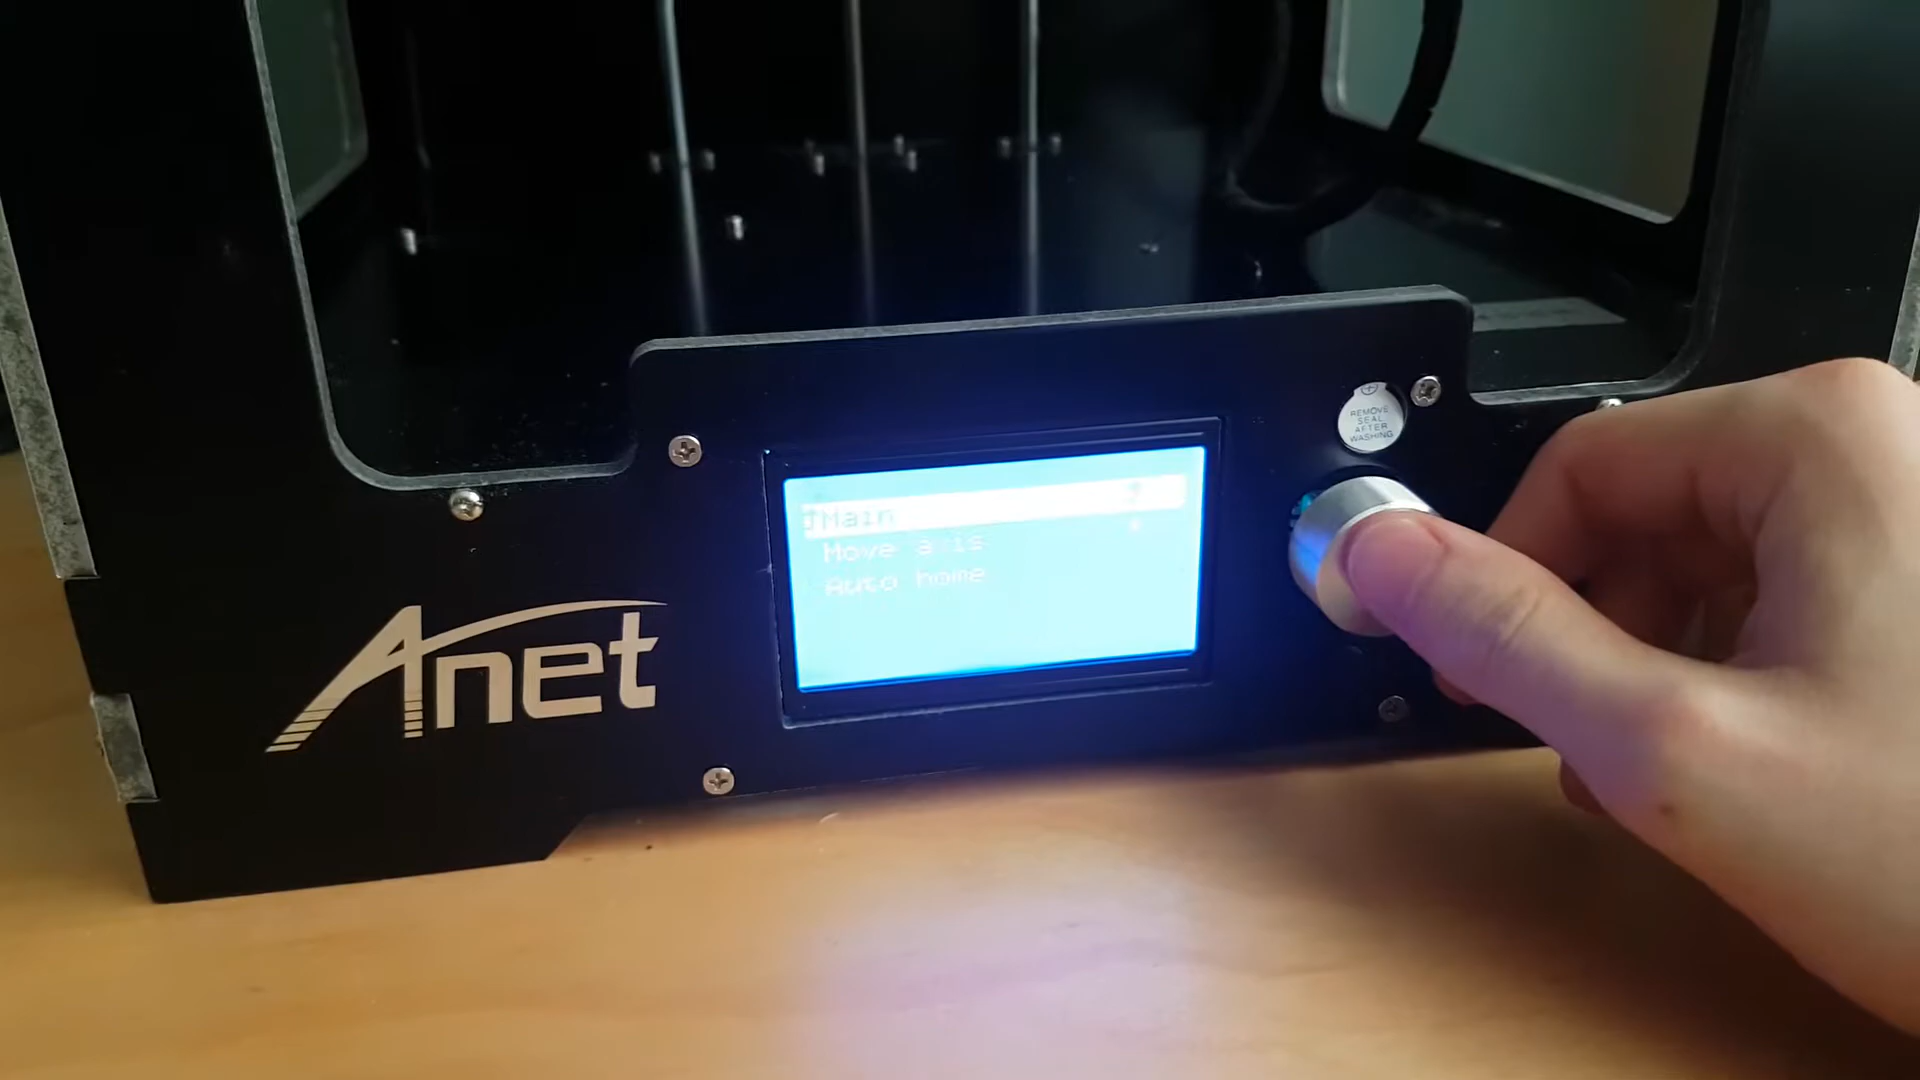 REMOVE
SEAL
AFTER
WASHING
Main
Move axis
Auto home
Anet